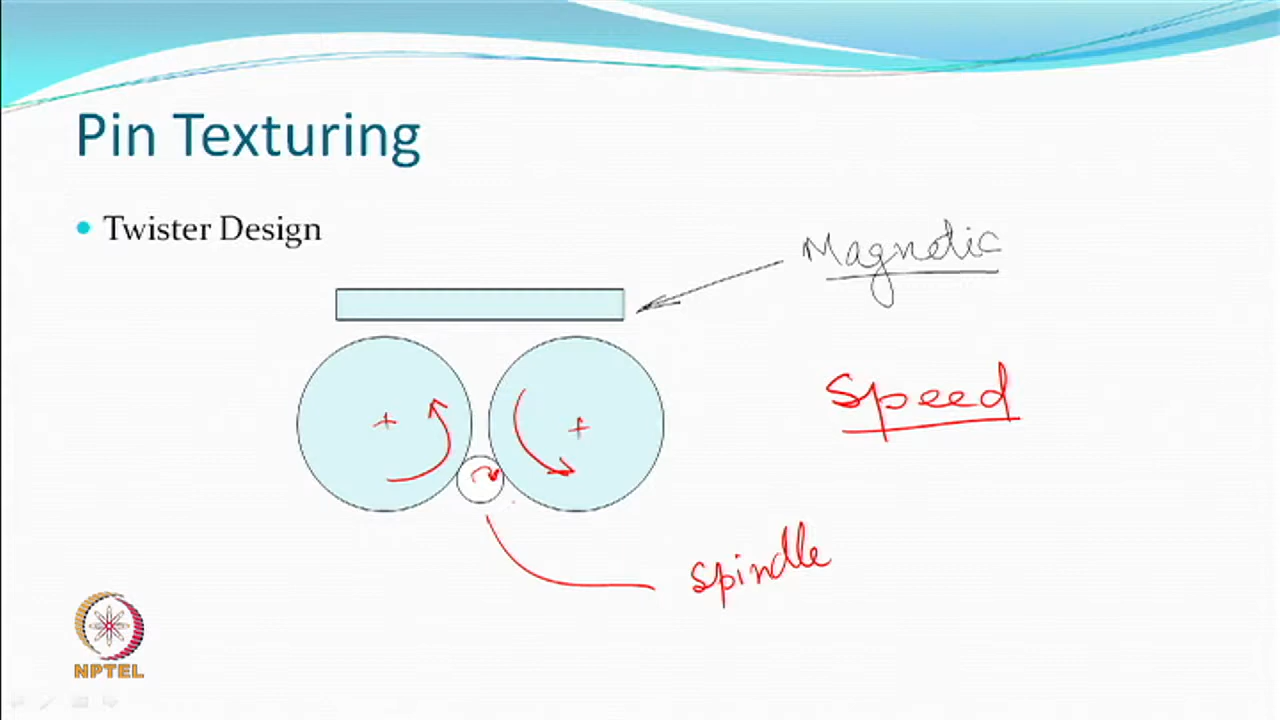 Pin Texturing
Twister Design
Magnetic
Speed
Spindle
NPTEL